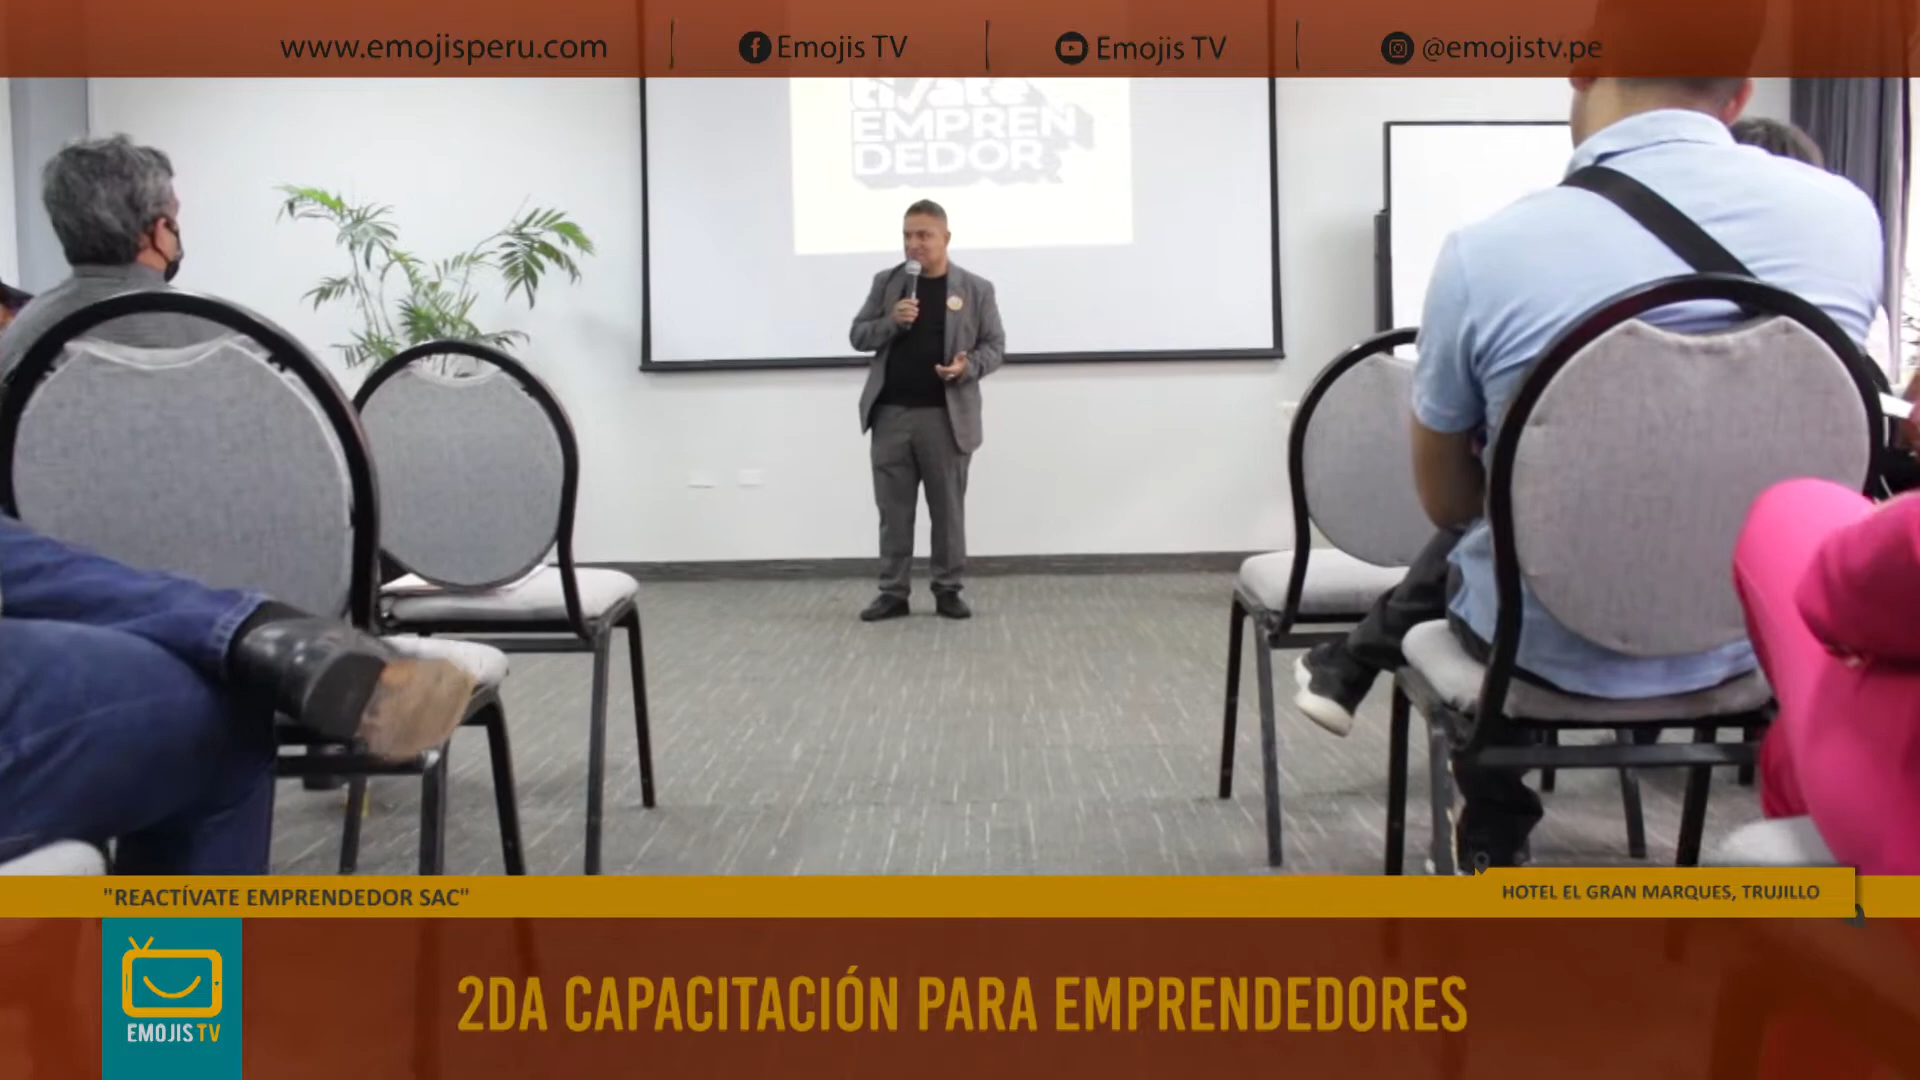 www.emojisperu.com
Emojis TV
Emojis TV
@emojistv.pe
tívate
EMPREN
DEDOR
"REACTÍVATE EMPRENDEDOR SAC"
HOTEL EL GRAN MARQUES, TRUJILLO
EMOJIS TV
2DA CAPACITACIÓN PARA EMPRENDEDORES